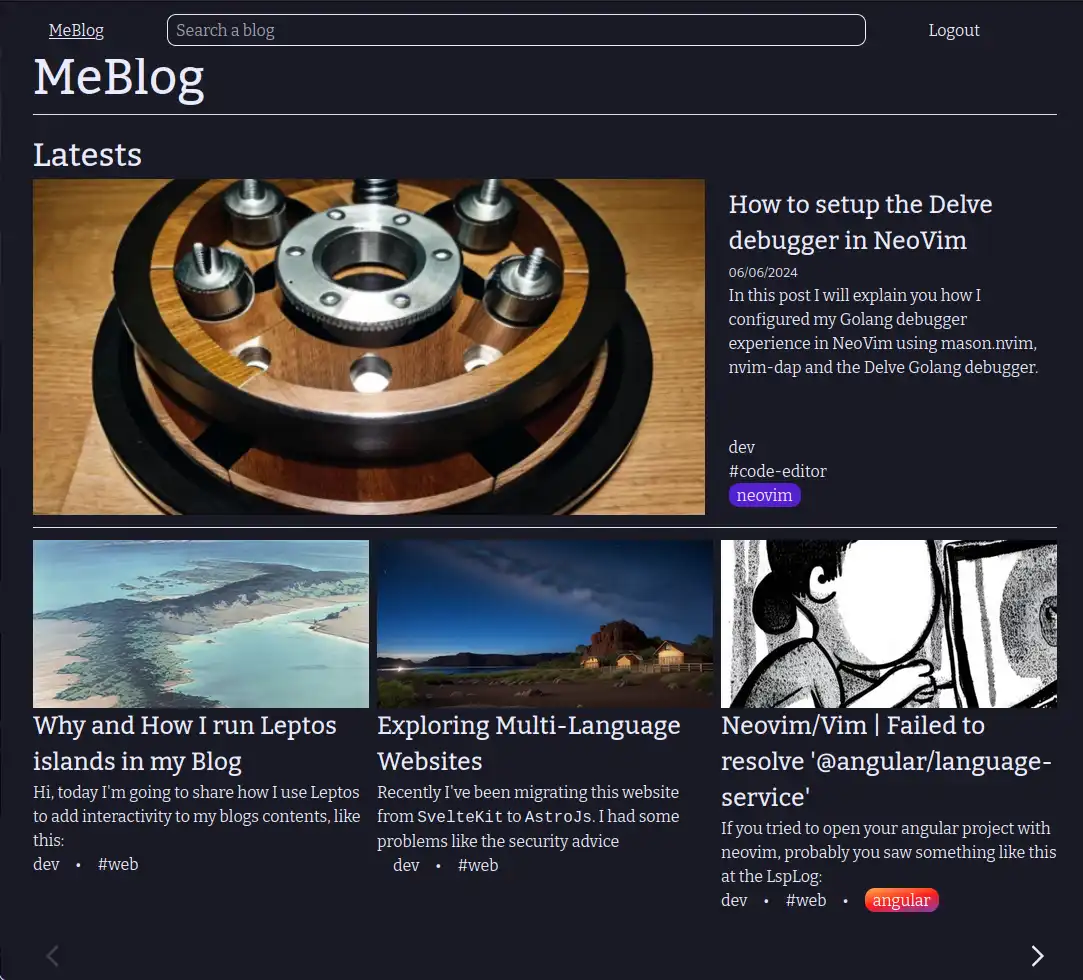 MeBlog
Search a blog
Logout
MeBlog
Latests
How to setup the Delve
debugger in NeoVim
06/06/2024
In this post I will explain you how I
configured my Golang debugger
experience in NeoVim using mason.nvim,
nvim-dap and the Delve Golang debugger.
dev
#code-editor
neovim
Why and How I run Leptos
islands in my Blog
Hi, today I'm going to share how I use Leptos
to add interactivity to my blogs contents, like
this:
dev • #web
Exploring Multi-Language
Websites
Recently I've been migrating this website
from SvelteKit to AstroJs. I had some
problems like the security advice
dev • #web
Neovim/Vim | Failed to
resolve '@angular/language-
service'
If you tried to open your angular project with
neovim, probably you saw something like this
at the LspLog:
dev • #web • angular